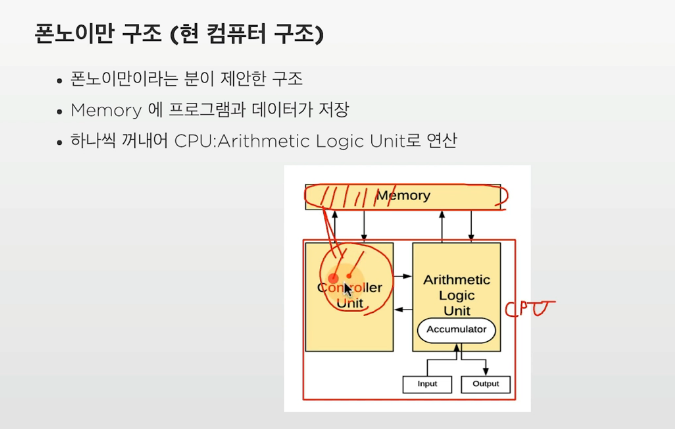 폰노이만 구조 (현 컴퓨터 구조)
폰노이만이라는 분이 제안한 구조
Memory 에 프로그램과 데이터가 저장
하나씩 꺼내어 CPU:Arithmetic Logic Unit로 연산
Memory
Controller
Unit
Arithmetic
Logic
Unit
CPU
Accumulator
Input
Output